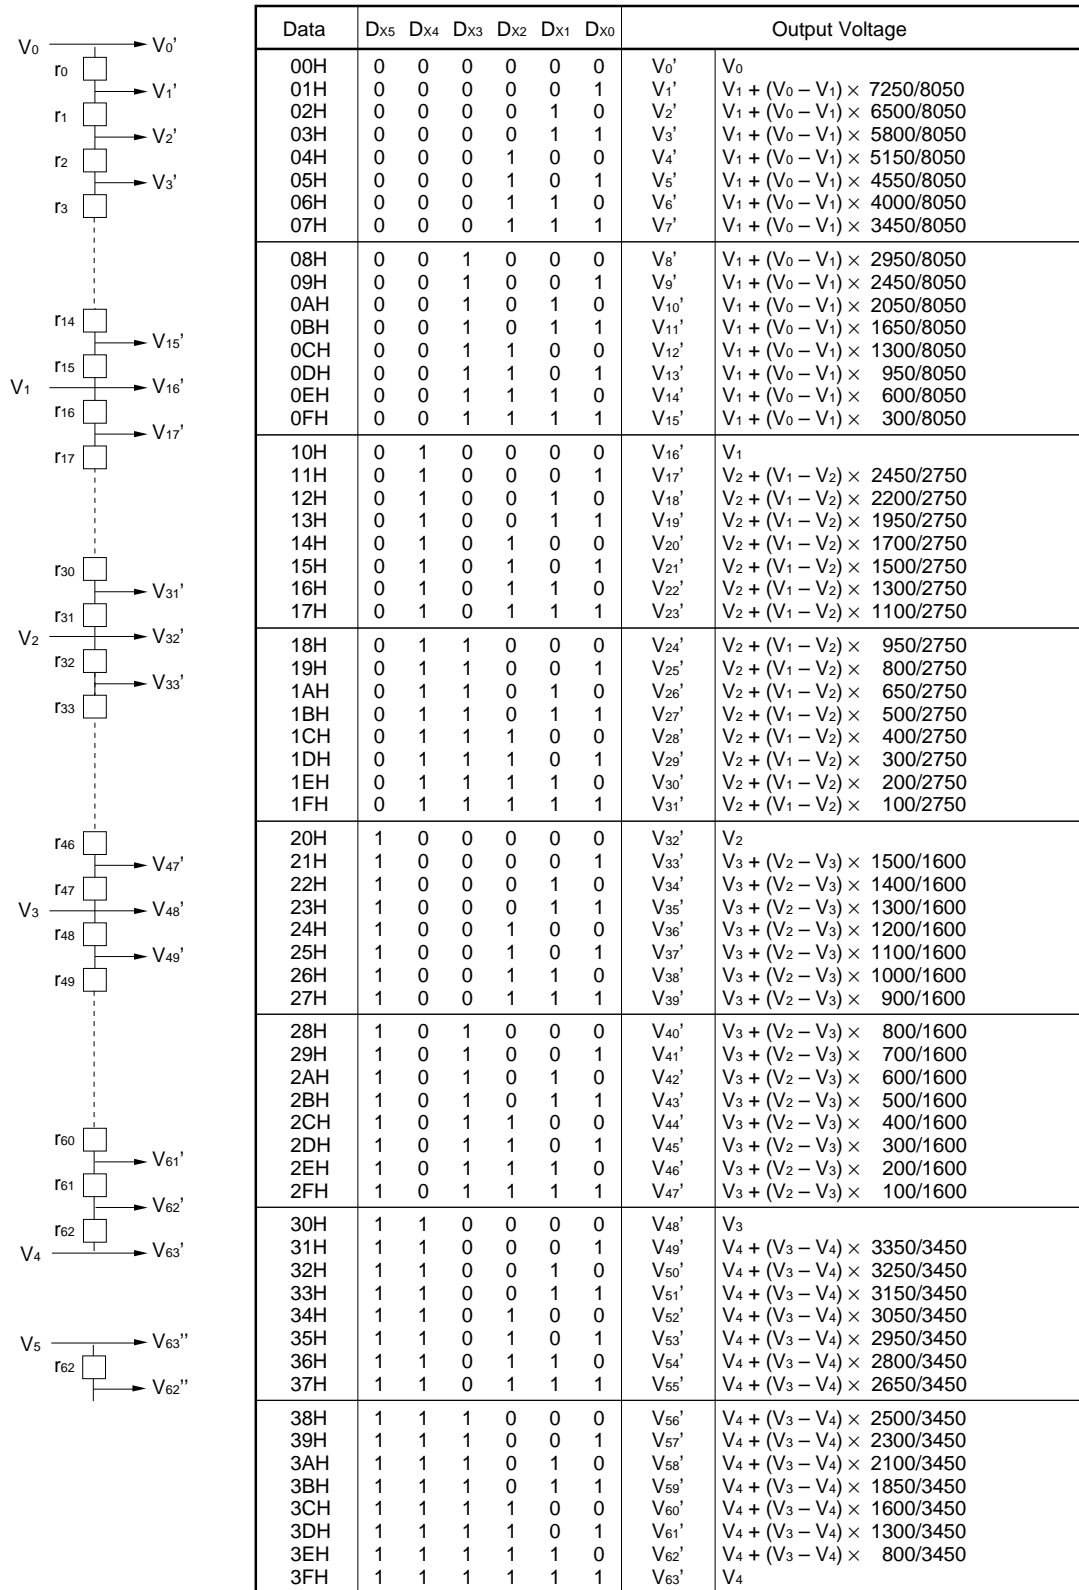 V0 V0’
r0
V1’
r1
V2’
r2
V3’
r3
r14
V15’
r15
V1 V16’
r16
V17’
r17
r30
V31’
r31
V2 V32’
r32
V33’
r33
r46
V47’
r47
V3 V48’
r48
V49’
r49
r60
V61’
r61
V62’
r62
V4 V63’
V5 V63’’
r62
V62’’
Data DX5 DX4 DX3 DX2 DX1 DX0 Output Voltage
00H 0 0 0 0 0 0 V0’ V0
01H 0 0 0 0 0 1 V1’ V1 + (V0 – V1) × 7250/8050
02H 0 0 0 0 1 0 V2’ V1 + (V0 – V1) × 6500/8050
03H 0 0 0 0 1 1 V3’ V1 + (V0 – V1) × 5800/8050
04H 0 0 0 1 0 0 V4’ V1 + (V0 – V1) × 5150/8050
05H 0 0 0 1 0 1 V5’ V1 + (V0 – V1) × 4550/8050
06H 0 0 0 1 1 0 V6’ V1 + (V0 – V1) × 4000/8050
07H 0 0 0 1 1 1 V7’ V1 + (V0 – V1) × 3450/8050
08H 0 0 1 0 0 0 V8’ V1 + (V0 – V1) × 2950/8050
09H 0 0 1 0 0 1 V9’ V1 + (V0 – V1) × 2450/8050
0AH 0 0 1 0 1 0 V10’ V1 + (V0 – V1) × 2050/8050
0BH 0 0 1 0 1 1 V11’ V1 + (V0 – V1) × 1650/8050
0CH 0 0 1 1 0 0 V12’ V1 + (V0 – V1) × 1300/8050
0DH 0 0 1 1 0 1 V13’ V1 + (V0 – V1) × 950/8050
0EH 0 0 1 1 1 0 V14’ V1 + (V0 – V1) × 600/8050
0FH 0 0 1 1 1 1 V15’ V1 + (V0 – V1) × 300/8050
10H 0 1 0 0 0 0 V16’ V1
11H 0 1 0 0 0 1 V17’ V2 + (V1 – V2) × 2450/2750
12H 0 1 0 0 1 0 V18’ V2 + (V1 – V2) × 2200/2750
13H 0 1 0 0 1 1 V19’ V2 + (V1 – V2) × 1950/2750
14H 0 1 0 1 0 0 V20’ V2 + (V1 – V2) × 1700/2750
15H 0 1 0 1 0 1 V21’ V2 + (V1 – V2) × 1500/2750
16H 0 1 0 1 1 0 V22’ V2 + (V1 – V2) × 1300/2750
17H 0 1 0 1 1 1 V23’ V2 + (V1 – V2) × 1100/2750
18H 0 1 1 0 0 0 V24’ V2 + (V1 – V2) × 950/2750
19H 0 1 1 0 0 1 V25’ V2 + (V1 – V2) × 800/2750
1AH 0 1 1 0 1 0 V26’ V2 + (V1 – V2) × 650/2750
1BH 0 1 1 0 1 1 V27’ V2 + (V1 – V2) × 500/2750
1CH 0 1 1 1 0 0 V28’ V2 + (V1 – V2) × 400/2750
1DH 0 1 1 1 0 1 V29’ V2 + (V1 – V2) × 300/2750
1EH 0 1 1 1 1 0 V30’ V2 + (V1 – V2) × 200/2750
1FH 0 1 1 1 1 1 V31’ V2 + (V1 – V2) × 100/2750
20H 1 0 0 0 0 0 V32’ V2
21H 1 0 0 0 0 1 V33’ V3 + (V2 – V3) × 1500/1600
22H 1 0 0 0 1 0 V34’ V3 + (V2 – V3) × 1400/1600
23H 1 0 0 0 1 1 V35’ V3 + (V2 – V3) × 1300/1600
24H 1 0 0 1 0 0 V36’ V3 + (V2 – V3) × 1200/1600
25H 1 0 0 1 0 1 V37’ V3 + (V2 – V3) × 1100/1600
26H 1 0 0 1 1 0 V38’ V3 + (V2 – V3) × 1000/1600
27H 1 0 0 1 1 1 V39’ V3 + (V2 – V3) × 900/1600
28H 1 0 1 0 0 0 V40’ V3 + (V2 – V3) × 800/1600
29H 1 0 1 0 0 1 V41’ V3 + (V2 – V3) × 700/1600
2AH 1 0 1 0 1 0 V42’ V3 + (V2 – V3) × 600/1600
2BH 1 0 1 0 1 1 V43’ V3 + (V2 – V3) × 500/1600
2CH 1 0 1 1 0 0 V44’ V3 + (V2 – V3) × 400/1600
2DH 1 0 1 1 0 1 V45’ V3 + (V2 – V3) × 300/1600
2EH 1 0 1 1 1 0 V46’ V3 + (V2 – V3) × 200/1600
2FH 1 0 1 1 1 1 V47’ V3 + (V2 – V3) × 100/1600
30H 1 1 0 0 0 0 V48’ V3
31H 1 1 0 0 0 1 V49’ V4 + (V3 – V4) × 3350/3450
32H 1 1 0 0 1 0 V50’ V4 + (V3 – V4) × 3250/3450
33H 1 1 0 0 1 1 V51’ V4 + (V3 – V4) × 3150/3450
34H 1 1 0 1 0 0 V52’ V4 + (V3 – V4) × 3050/3450
35H 1 1 0 1 0 1 V53’ V4 + (V3 – V4) × 2950/3450
36H 1 1 0 1 1 0 V54’ V4 + (V3 – V4) × 2800/3450
37H 1 1 0 1 1 1 V55’ V4 + (V3 – V4) × 2650/3450
38H 1 1 1 0 0 0 V56’ V4 + (V3 – V4) × 2500/3450
39H 1 1 1 0 0 1 V57’ V4 + (V3 – V4) × 2300/3450
3AH 1 1 1 0 1 0 V58’ V4 + (V3 – V4) × 2100/3450
3BH 1 1 1 0 1 1 V59’ V4 + (V3 – V4) × 1850/3450
3CH 1 1 1 1 0 0 V60’ V4 + (V3 – V4) × 1600/3450
3DH 1 1 1 1 0 1 V61’ V4 + (V3 – V4) × 1300/3450
3EH 1 1 1 1 1 0 V62’ V4 + (V3 – V4) × 800/3450
3FH 1 1 1 1 1 1 V63’ V4